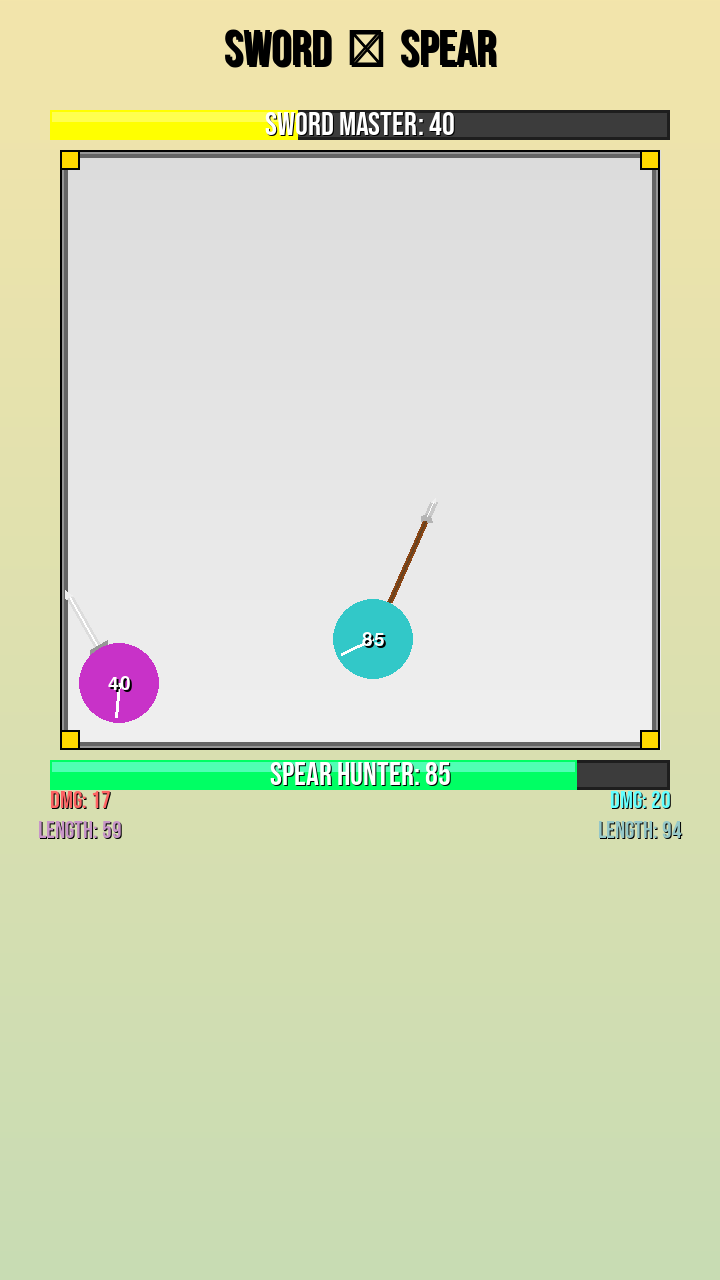 SWORD SPEAR
SWORD MASTER: 40
85
40
SPEAR HUNTER: 85
DMG: 17
DMG: 20
LENGTH: 59
LENGTH: 94